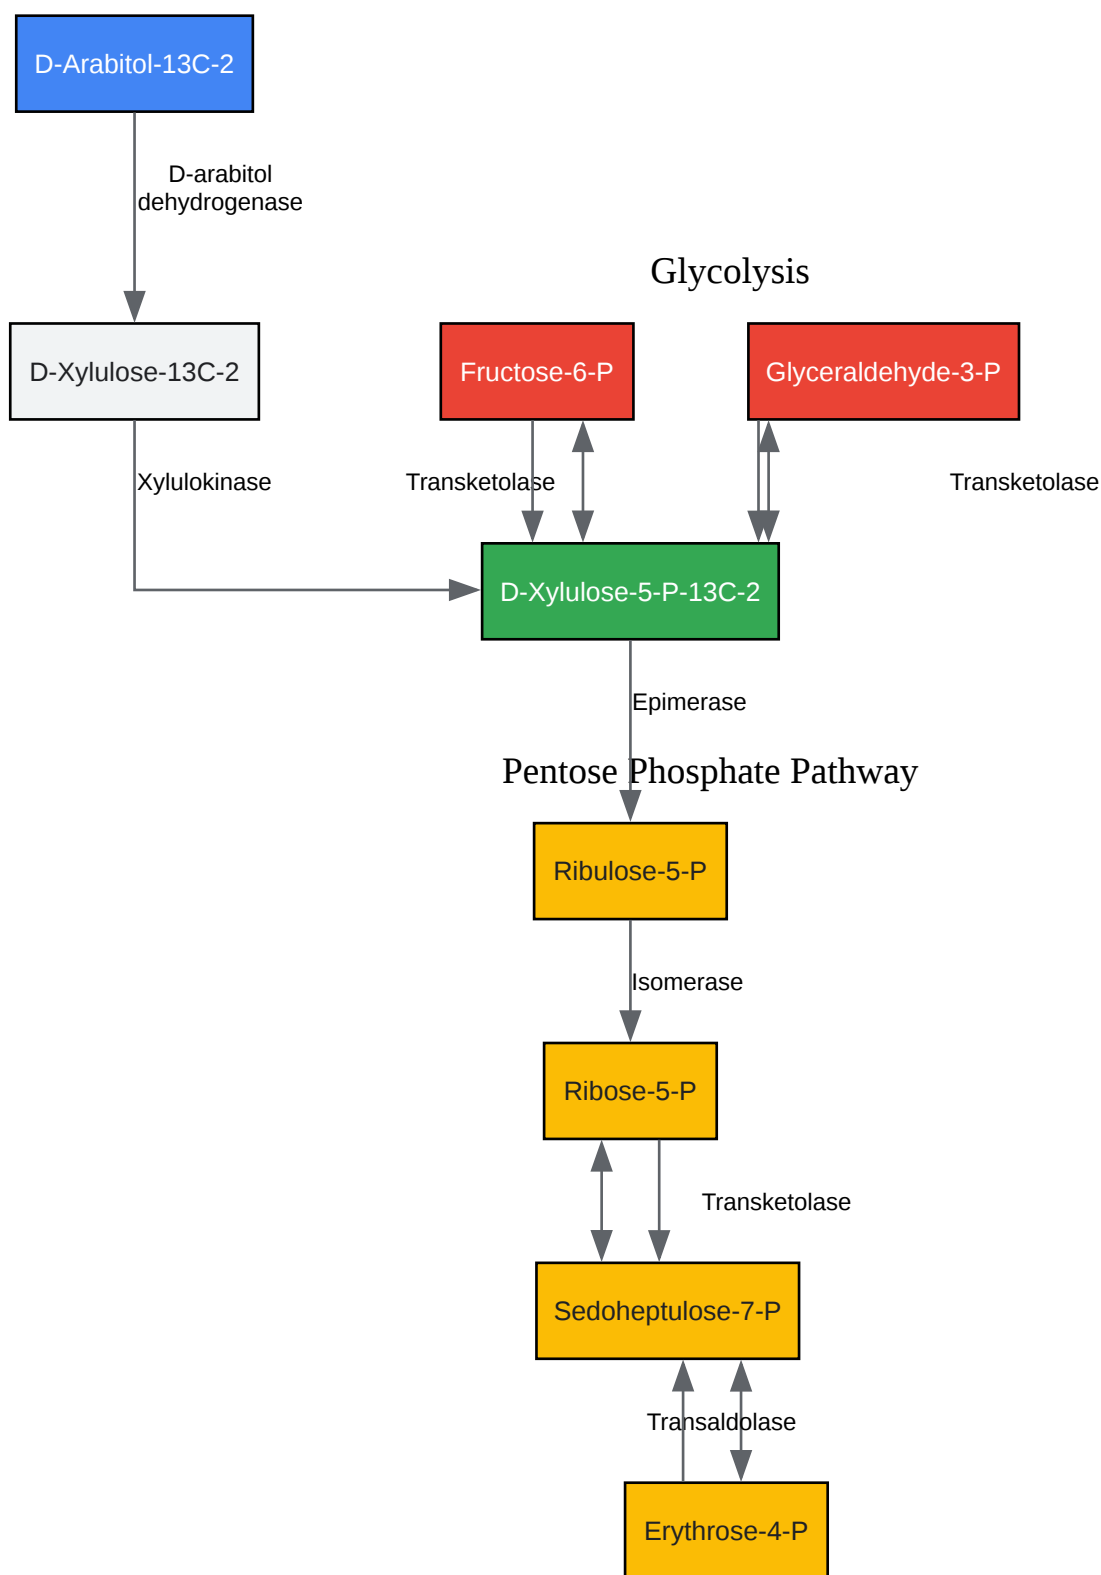 D-Arabitol-13C-2
D-arabitol
dehydrogenase
Glycolysis
D-Xylulose-13C-2
Fructose-6-P
Glyceraldehyde-3-P
Xylulokinase
Transketolase
Transketolase
D-Xylulose-5-P-13C-2
Epimerase
Pentose Phosphate Pathway
Ribulose-5-P
Isomerase
Ribose-5-P
Transketolase
Sedoheptulose-7-P
Transaldolase
Erythrose-4-P